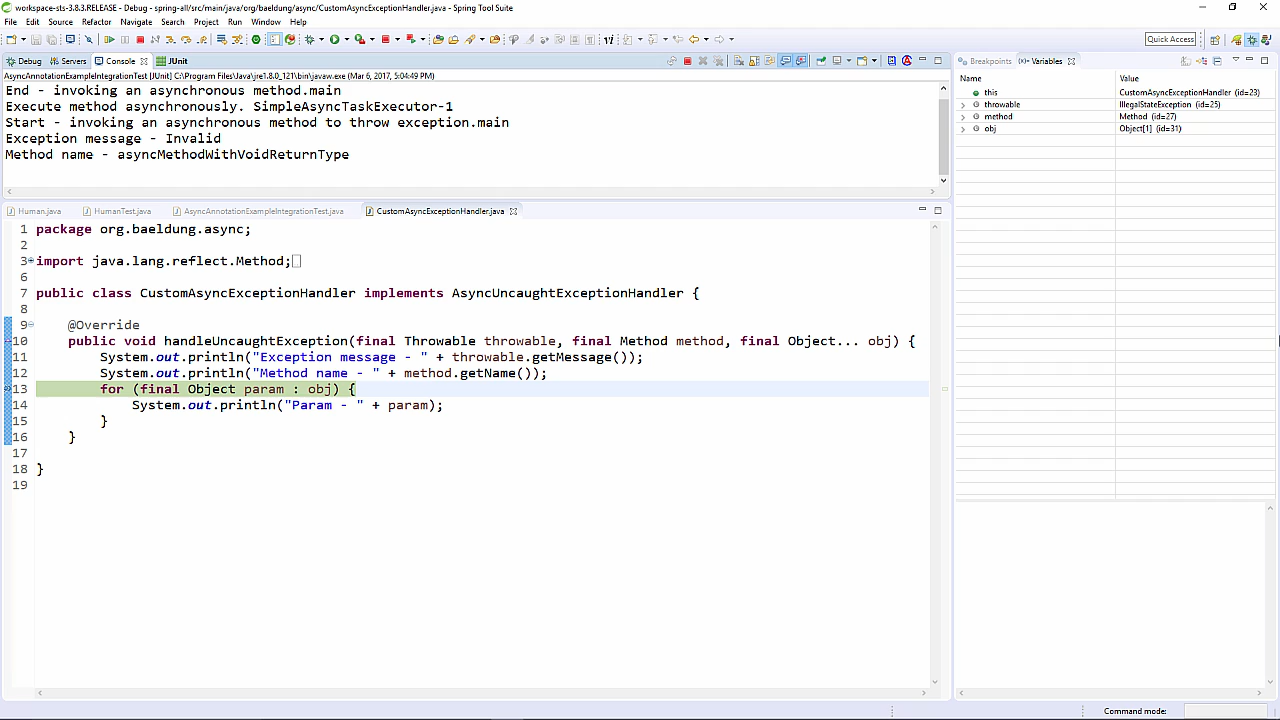 workspace-sts-3.8.3.RELEASE - Debug - spring-all/src/main/java/org/baeldung/async/CustomAsyncExceptionHandler.java - Spring Tool Suite
File Edit Source Refactor Navigate Search Project Run Window Help
Quick Access
Debug Servers Console JUnit
AsyncAnnotationExampleIntegrationTest [JUnit] C:\Program Files\Java\jre1.8.0_121\bin\javaw.exe (Mar 6, 2017, 5:04:49 PM)
End - invoking an asynchronous method.main
Execute method asynchronously. SimpleAsyncTaskExecutor-1
Start - invoking an asynchronous method to throw exception.main
Exception message - Invalid
Method name - asyncMethodWithVoidReturnType
Human.java HumanTest.java AsyncAnnotationExampleIntegrationTest.java CustomAsyncExceptionHandler.java
1 package org.baeldung.async;
2
3 import java.lang.reflect.Method;
6
7 public class CustomAsyncExceptionHandler implements AsyncUncaughtExceptionHandler {
8
9 @Override
10 public void handleUncaughtException(final Throwable throwable, final Method method, final Object... obj) {
11 System.out.println("Exception message - " + throwable.getMessage());
12 System.out.println("Method name - " + method.getName());
13 for (final Object param : obj) {
14 System.out.println("Param - " + param);
15 }
16 }
17
18 }
19
Breakpoints Variables
Name Value
this CustomAsyncExceptionHandler (id=23)
throwable IllegalStateException (id=25)
method Method (id=27)
obj Object[1] (id=31)
Command mode: